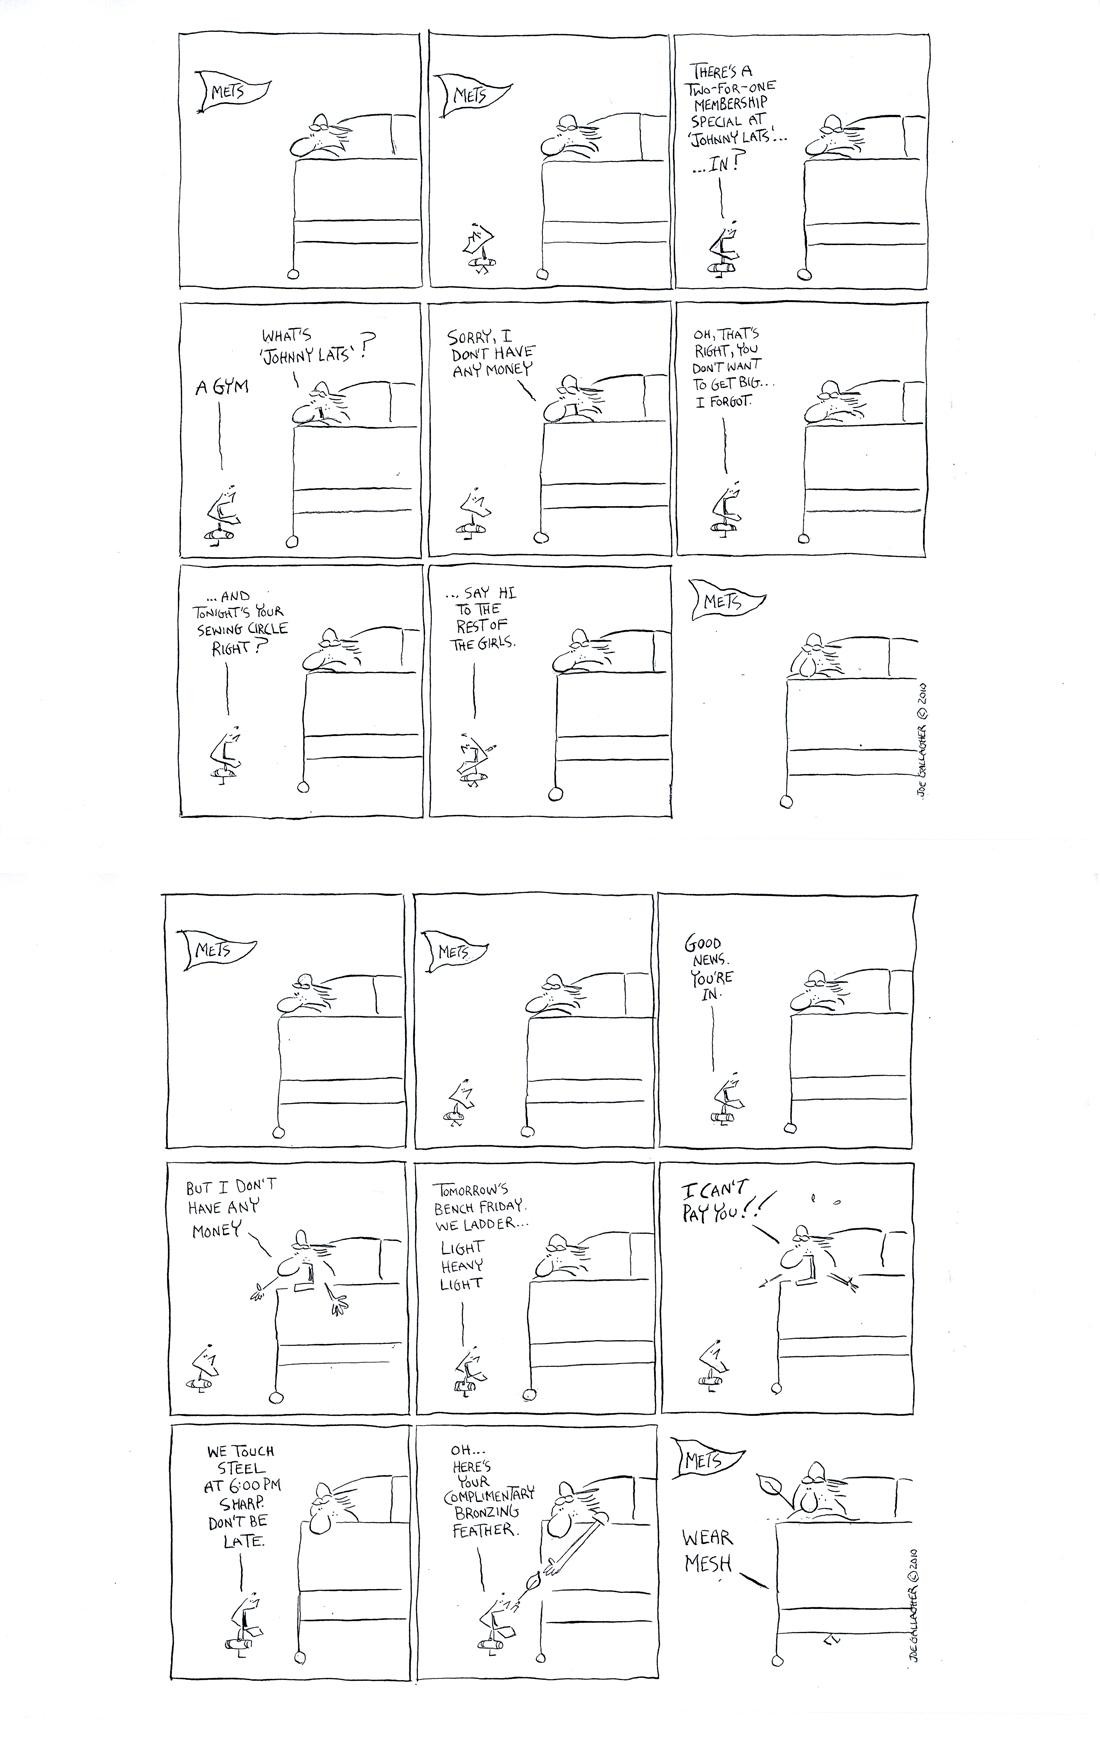 METS
METS
THERE'S A
TWO-FOR-ONE
MEMBERSHIP
SPECIAL AT
'JOHNNY LATS'...
...IN?
WHAT'S
'JOHNNY LATS'?
A GYM
SORRY, I
DON'T HAVE
ANY MONEY
OH, THAT'S
RIGHT, YOU
DON'T WANT
TO GET BIG...
I FORGOT.
...AND
TONIGHT'S YOUR
SEWING CIRCLE
RIGHT?
...SAY HI
TO THE
REST OF
THE GIRLS.
METS
JOE GALLAGHER © 2010
METS
METS
GOOD
NEWS.
YOU'RE
IN.
BUT I DON'T
HAVE ANY
MONEY
TOMORROW'S
BENCH FRIDAY.
WE LADDER...
LIGHT
HEAVY
LIGHT
I CAN'T
PAY YOU!!
WE TOUCH
STEEL
AT 6:00 PM
SHARP.
DON'T BE
LATE.
OH...
HERE'S
YOUR
COMPLIMENTARY
BRONZING
FEATHER.
METS
WEAR
MESH
JOE GALLAGHER © 2010